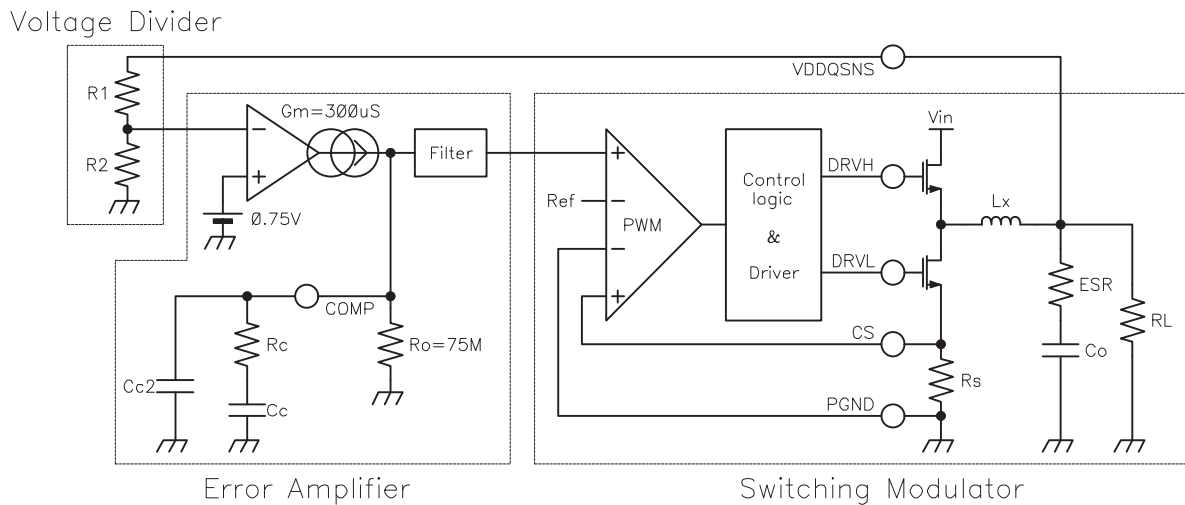 Voltage Divider
VDDQSNS
R1
Gm=300uS
Vin
−
+
DRVH
Filter
R2
+
Control
logic
&
Driver
Lx
Ref
−
PWM
0.75V
−
DRVL
ESR
COMP
+
RL
Rc
Ro=75M
CS
Co
Cc2
Rs
Cc
PGND
Error Amplifier
Switching Modulator